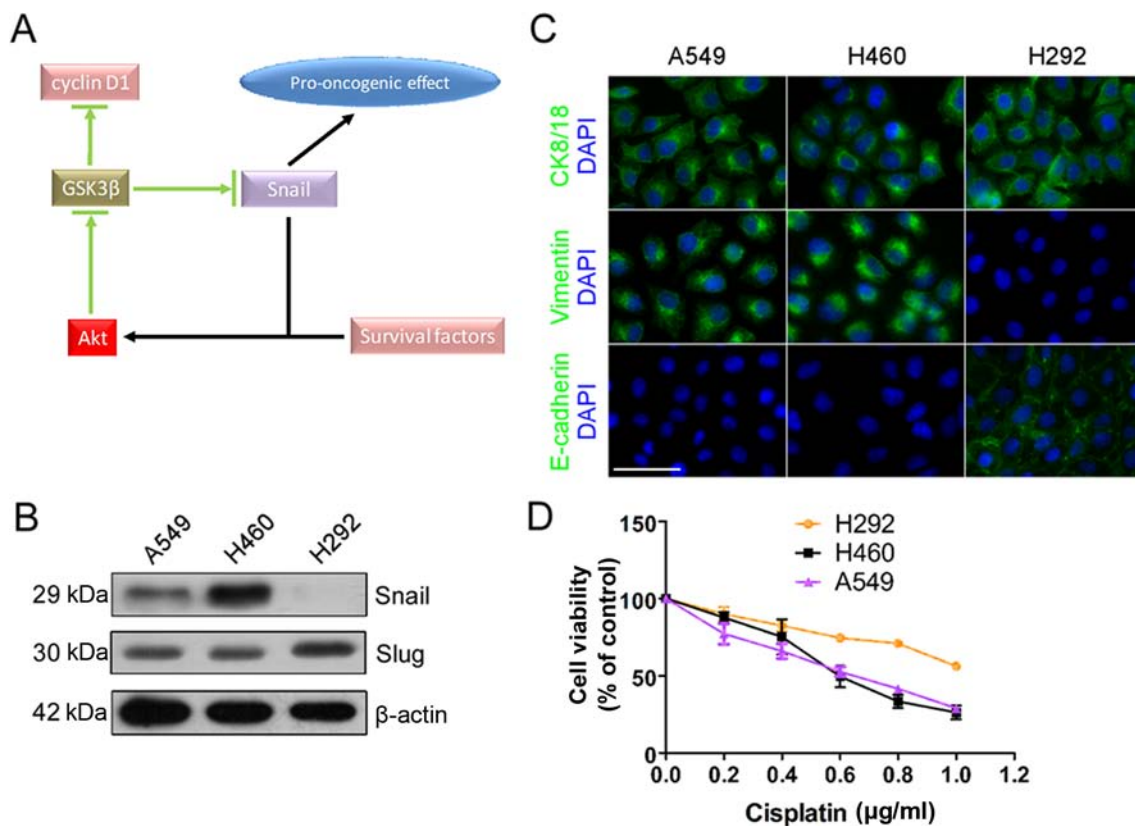 A
cyclin D1
Pro-oncogenic effect
GSK3β
Snail
Akt
Survival factors
B
A549
H460
H292
29 kDa
Snail
30 kDa
Slug
42 kDa
β-actin
C
A549
H460
H292
CK8/18
DAPI
Vimentin
DAPI
E-cadherin
DAPI
D
H292
H460
A549
Cell viability
(% of control)
150
100
50
0
0.0 0.2 0.4 0.6 0.8 1.0 1.2
Cisplatin (μg/ml)